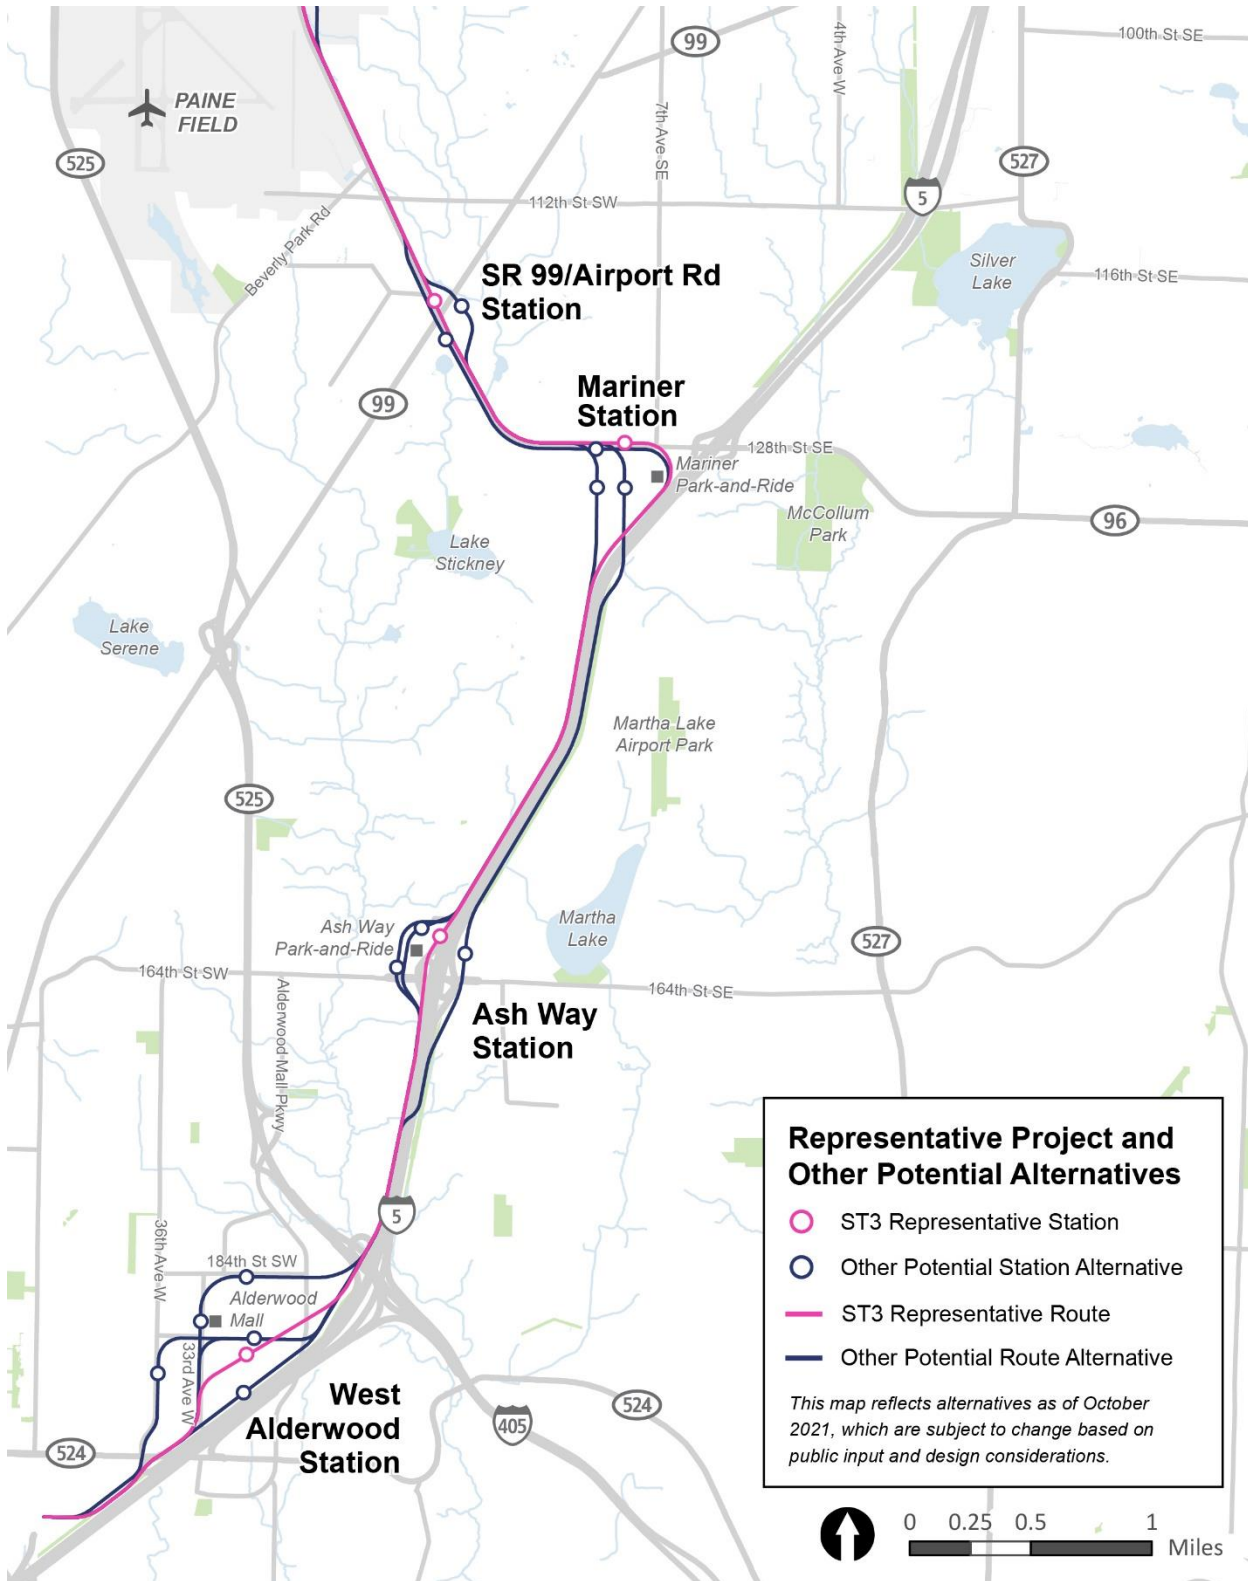 99
100th St SE
4th Ave W
PAINE
FIELD
7th Ave SE
525
527
5
112th St SW
Beverly Park Rd
Silver
Lake
SR 99/Airport Rd
Station
116th St SE
Mariner
Station
99
128th St SE
Mariner
Park-and-Ride
McCollum
Park
96
Lake
Stickney
Lake
Serene
Martha Lake
Airport Park
525
Ash Way
Park-and-Ride
Martha
Lake
527
164th St SW
164th St SE
Ash Way
Station
Alderwood Mall Pkwy
5
36th Ave W
184th St SW
Alderwood
Mall
33rd Ave W
West
Alderwood
Station
524
405
524
Representative Project and
Other Potential Alternatives
ST3 Representative Station
Other Potential Station Alternative
ST3 Representative Route
Other Potential Route Alternative
This map reflects alternatives as of October
2021, which are subject to change based on
public input and design considerations.
0 0.25 0.5 1
Miles